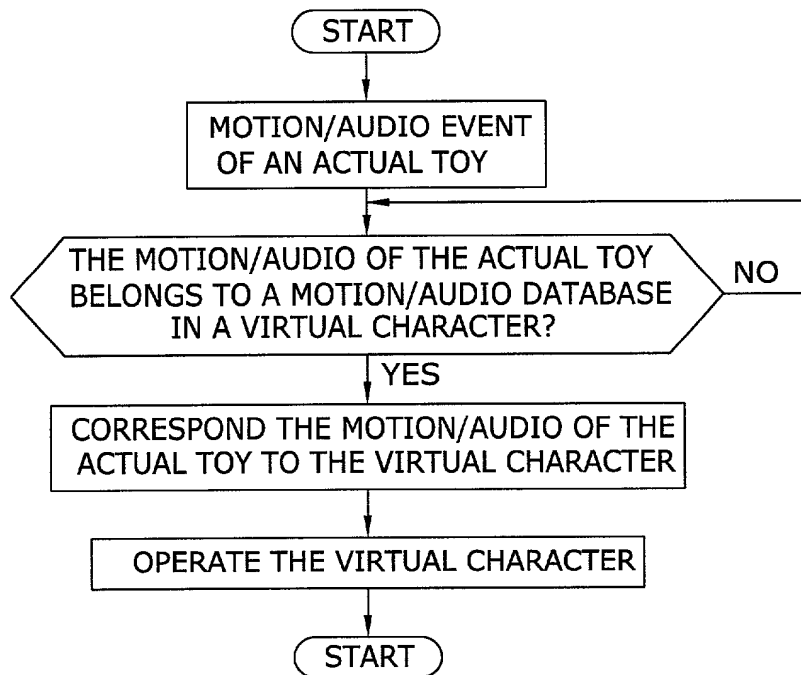 START
MOTION/AUDIO EVENT
OF AN ACTUAL TOY
THE MOTION/AUDIO OF THE ACTUAL TOY
BELONGS TO A MOTION/AUDIO DATABASE
IN A VIRTUAL CHARACTER?
NO
YES
CORRESPOND THE MOTION/AUDIO OF THE
ACTUAL TOY TO THE VIRTUAL CHARACTER
OPERATE THE VIRTUAL CHARACTER
START